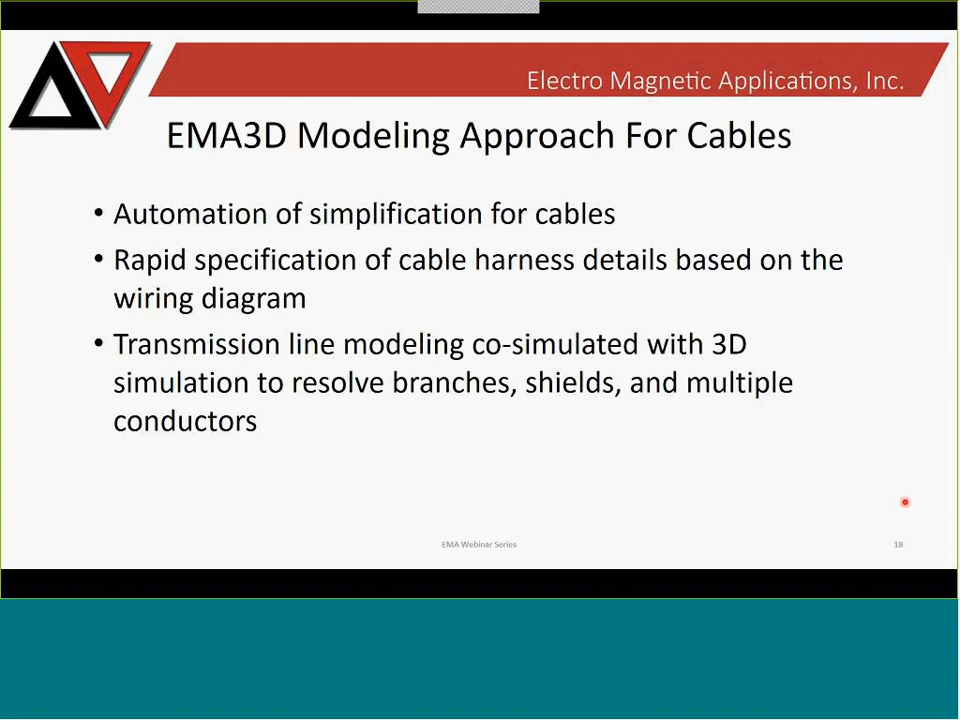 Electro Magnetic Applications, Inc.
EMA3D Modeling Approach For Cables
• Automation of simplification for cables
• Rapid specification of cable harness details based on the
wiring diagram
• Transmission line modeling co-simulated with 3D
simulation to resolve branches, shields, and multiple
conductors
EMA Webinar Series
18